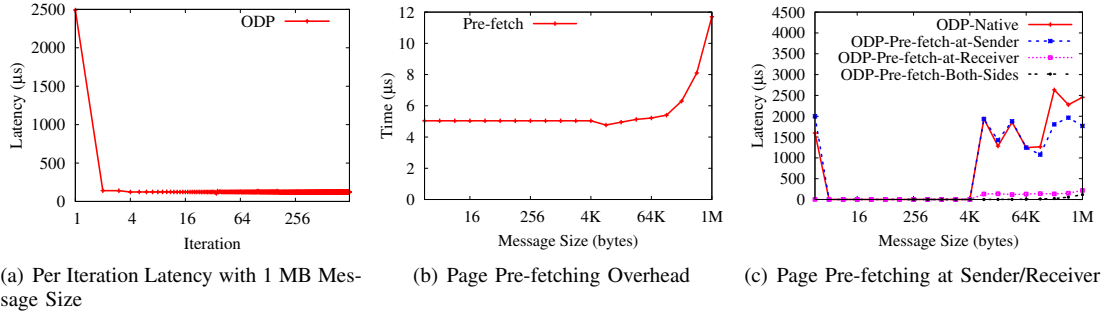 ODP
2500
2000
1500
1000
500
0
Latency (μs)
1 4 16 64 256
Iteration
(a) Per Iteration Latency with 1 MB Mes-
sage Size
Pre-fetch
12
10
8
6
4
2
0
Time (μs)
16 256 4K 64K 1M
Message Size (bytes)
(b) Page Pre-fetching Overhead
ODP-Native
ODP-Pre-fetch-at-Sender
ODP-Pre-fetch-at-Receiver
ODP-Pre-fetch-Both-Sides
4500
4000
3500
3000
2500
2000
1500
1000
500
0
Latency (μs)
16 256 4K 64K 1M
Message Size (bytes)
(c) Page Pre-fetching at Sender/Receiver